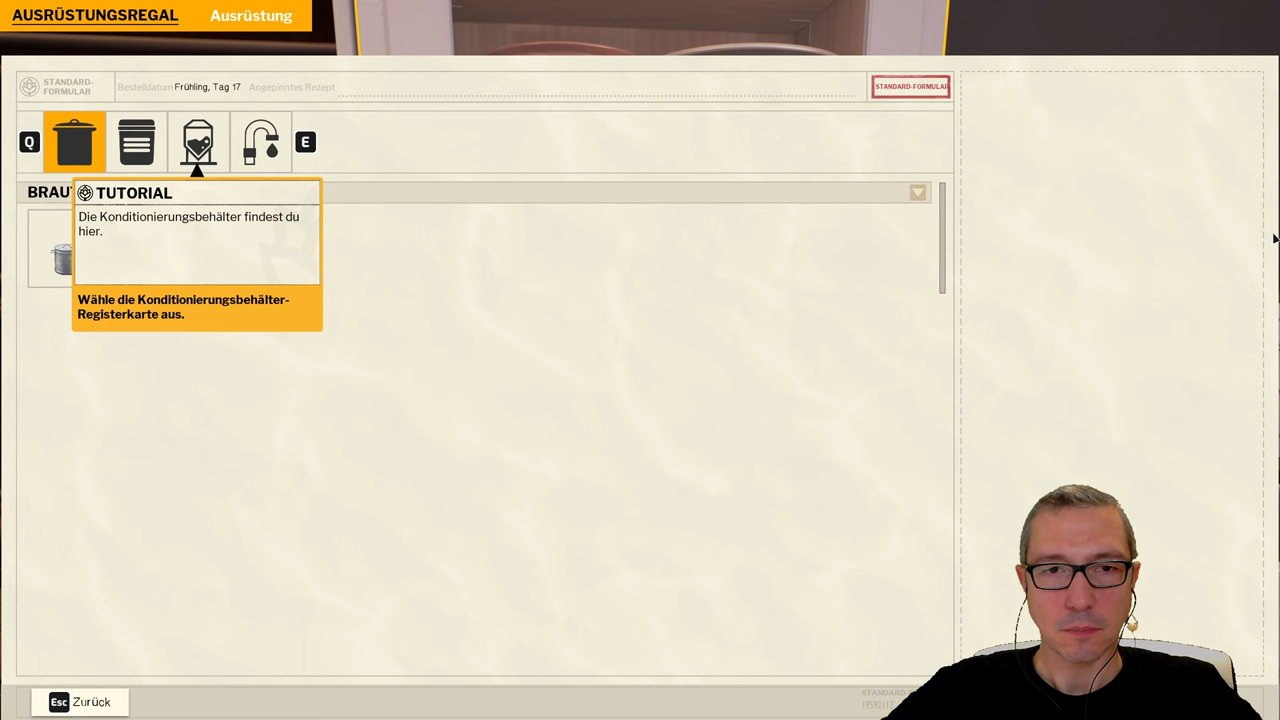 AUSRÜSTUNGSREGAL Ausrüstung
STANDARD-
FORMULAR
Bestelldatum Frühling, Tag 17 Angepinntes Rezept
STANDARD-FORMULAR
Q
E
BRAU
TUTORIAL
Die Konditionierungsbehälter findest du
hier.
Wähle die Konditionierungsbehälter-
Registerkarte aus.
Esc Zurück